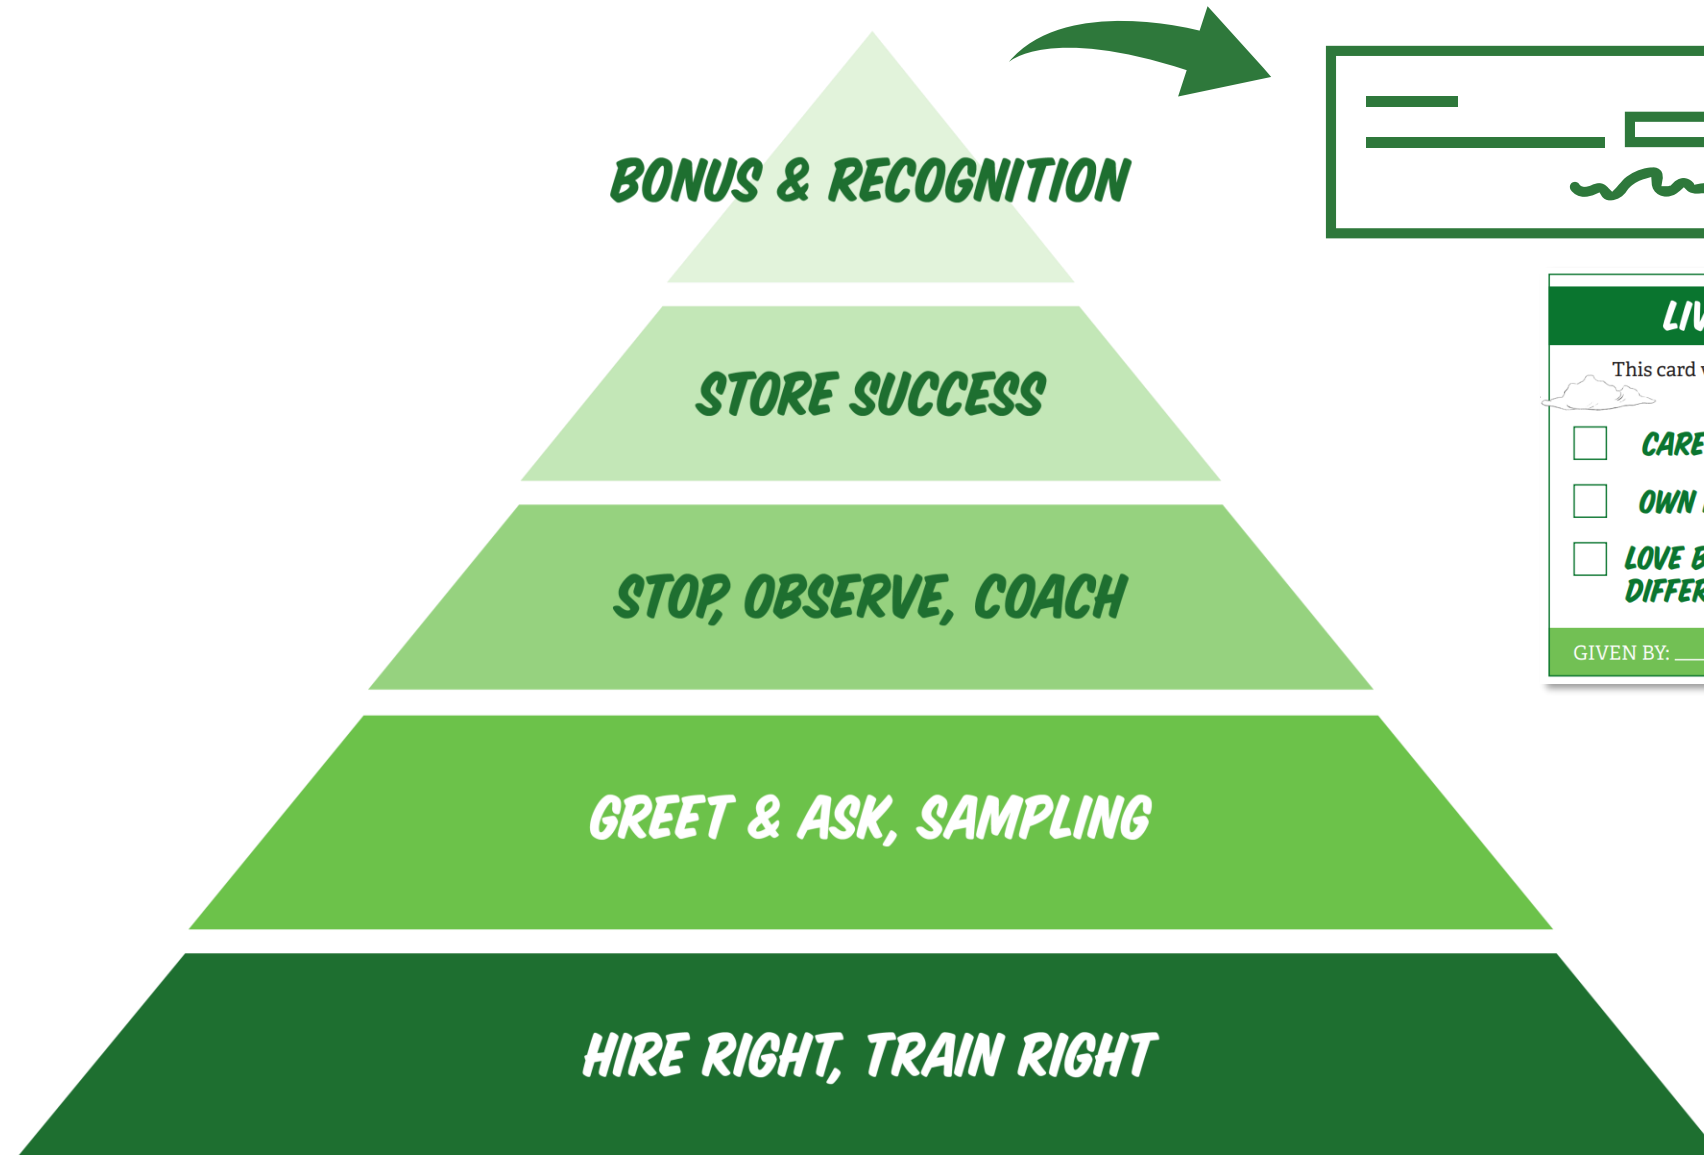 BONUS & RECOGNITION
STORE SUCCESS
STOP, OBSERVE, COACH
GREET & ASK, SAMPLING
HIRE RIGHT, TRAIN RIGHT
This card
CARE
OWN
LOVE
GIVEN BY: